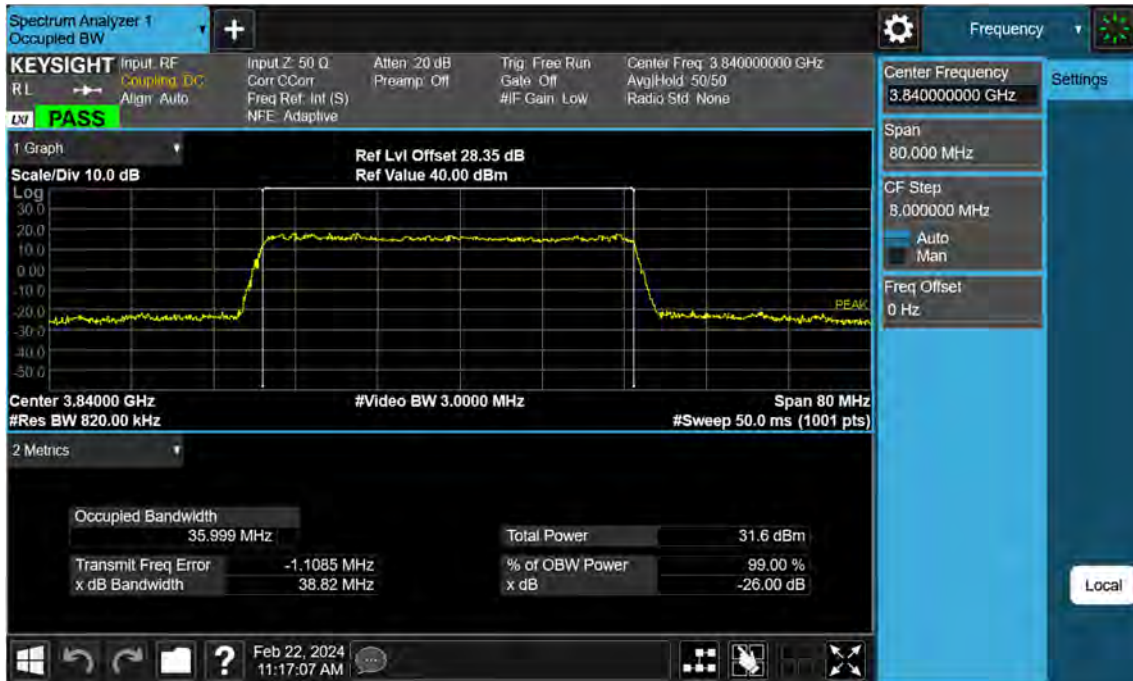 Spectrum Analyzer 1
Occupied BW
+
Frequency
KEYSIGHT
RL
LXI PASS
Input: RF
Coupling: DC
Align: Auto
Input Z: 50 Ω
Corr CCorr
Freq Ref: Int (S)
NFE: Adaptive
Atten: 20 dB
Preamp: Off
Trig: Free Run
Gate: Off
#IF Gain: Low
Center Freq: 3.840000000 GHz
Avg|Hold: 50/50
Radio Std: None
Center Frequency
3.840000000 GHz
Settings
Span
80.000 MHz
CF Step
8.000000 MHz
Auto
Man
Freq Offset
0 Hz
1 Graph
Scale/Div 10.0 dB
Ref Lvl Offset 28.35 dB
Ref Value 40.00 dBm
Log
30.0
20.0
10.0
0.00
-10.0
-20.0
-30.0
-40.0
-50.0
PEAK
Center 3.84000 GHz
#Video BW 3.0000 MHz
Span 80 MHz
#Res BW 820.00 kHz
#Sweep 50.0 ms (1001 pts)
2 Metrics
Occupied Bandwidth
35.999 MHz
Total Power 31.6 dBm
Transmit Freq Error -1.1085 MHz
% of OBW Power 99.00 %
x dB Bandwidth 38.82 MHz
x dB -26.00 dB
Local
?
Feb 22, 2024
11:17:07 AM